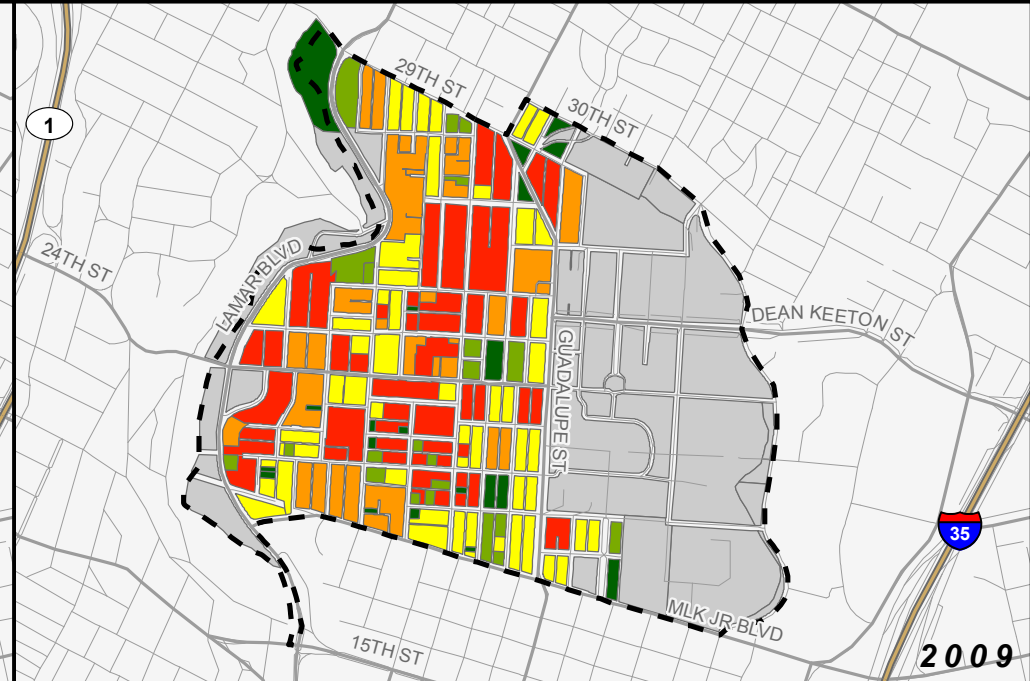 29TH ST
30TH ST
1
24TH ST
LAMAR BLVD
DEAN KEETON ST
GUADALUPE ST
35
MLK JR BLVD
15TH ST
2009